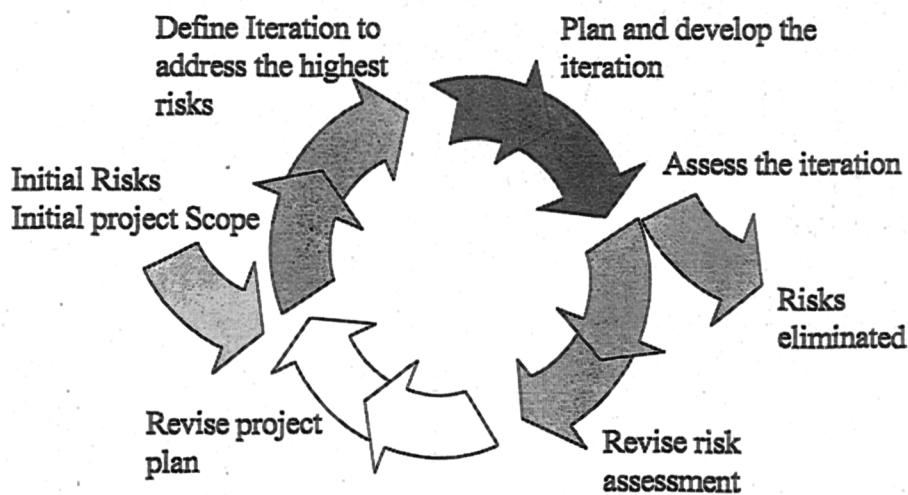 Define Iteration to
address the highest
risks
Plan and develop the
iteration
Assess the iteration
Initial Risks
Initial project Scope
Risks
eliminated
Revise project
plan
Revise risk
assessment